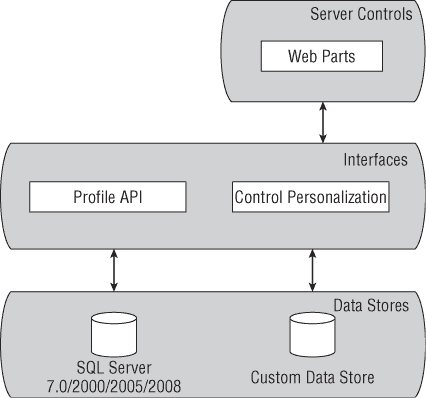 Server Controls
Web Parts
Interfaces
Profile API
Control Personalization
Data Stores
SQL Server
7.0/2000/2005/2008
Custom Data Store